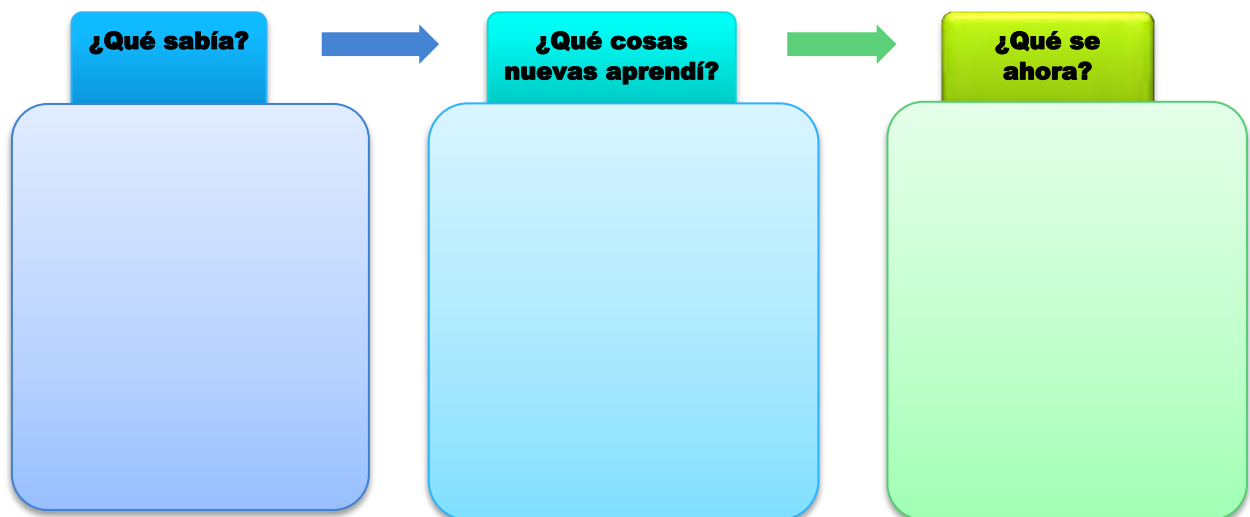 ¿Qué sabía?
¿Qué cosas
nuevas aprendí?
¿Qué se
ahora?